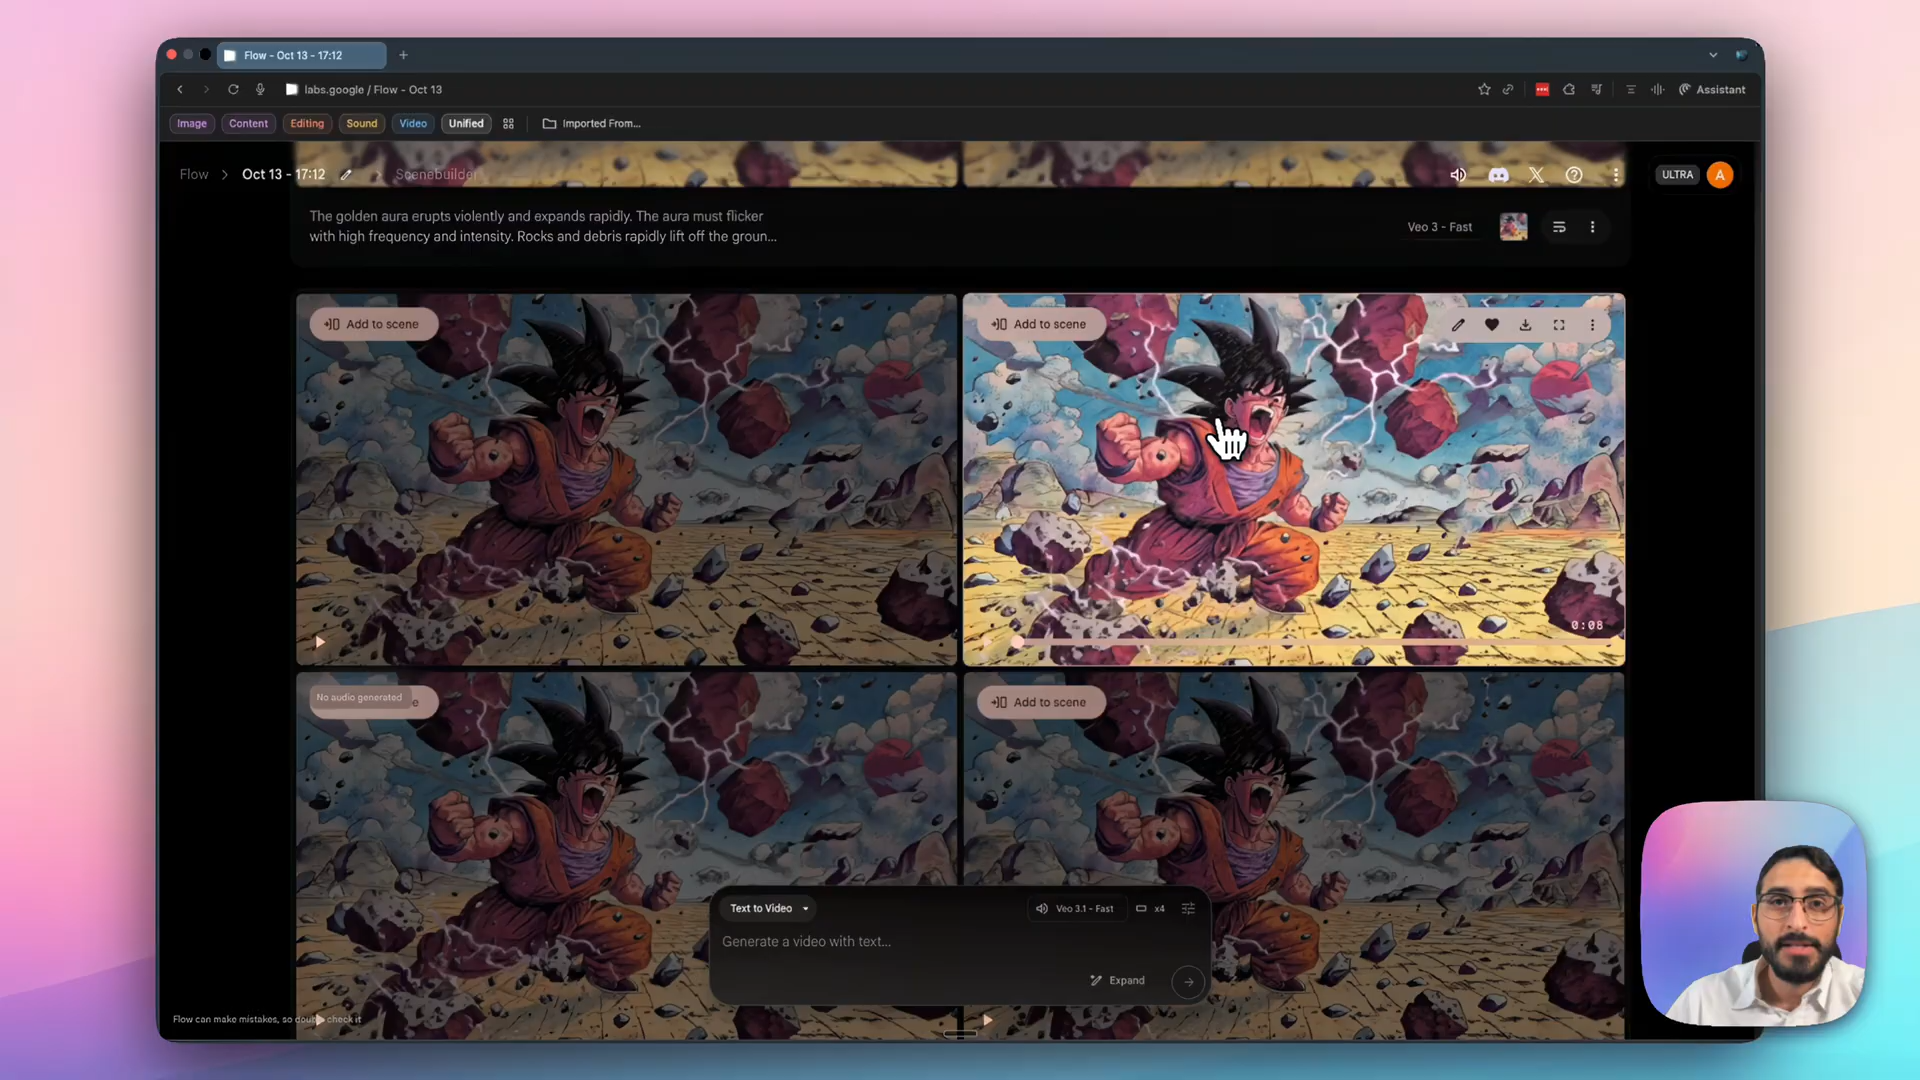 Flow - Oct 13 - 17:12
labs.google / Flow - Oct 13
Assistant
Image
Content
Editing
Sound
Video
Unified
Imported From...
Flow > Oct 13 - 17:12 > Scenebuilder
ULTRA
A
The golden aura erupts violently and expands rapidly. The aura must flicker
with high frequency and intensity. Rocks and debris rapidly lift off the groun...
Veo 3 - Fast
Add to scene
Add to scene
0:08
No audio generated
Add to scene
Text to Video
Veo 3.1 - Fast
x4
Generate a video with text...
Expand
Flow can make mistakes, so double check it